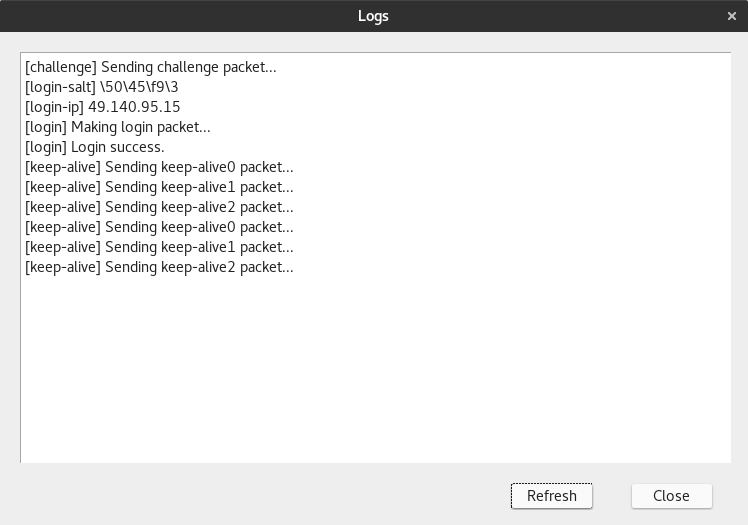 Logs
[challenge] Sending challenge packet...
[login-salt] \50\45\f9\3
[login-ip] 49.140.95.15
[login] Making login packet...
[login] Login success.
[keep-alive] Sending keep-alive0 packet...
[keep-alive] Sending keep-alive1 packet...
[keep-alive] Sending keep-alive2 packet...
[keep-alive] Sending keep-alive0 packet...
[keep-alive] Sending keep-alive1 packet...
[keep-alive] Sending keep-alive2 packet...
Refresh
Close